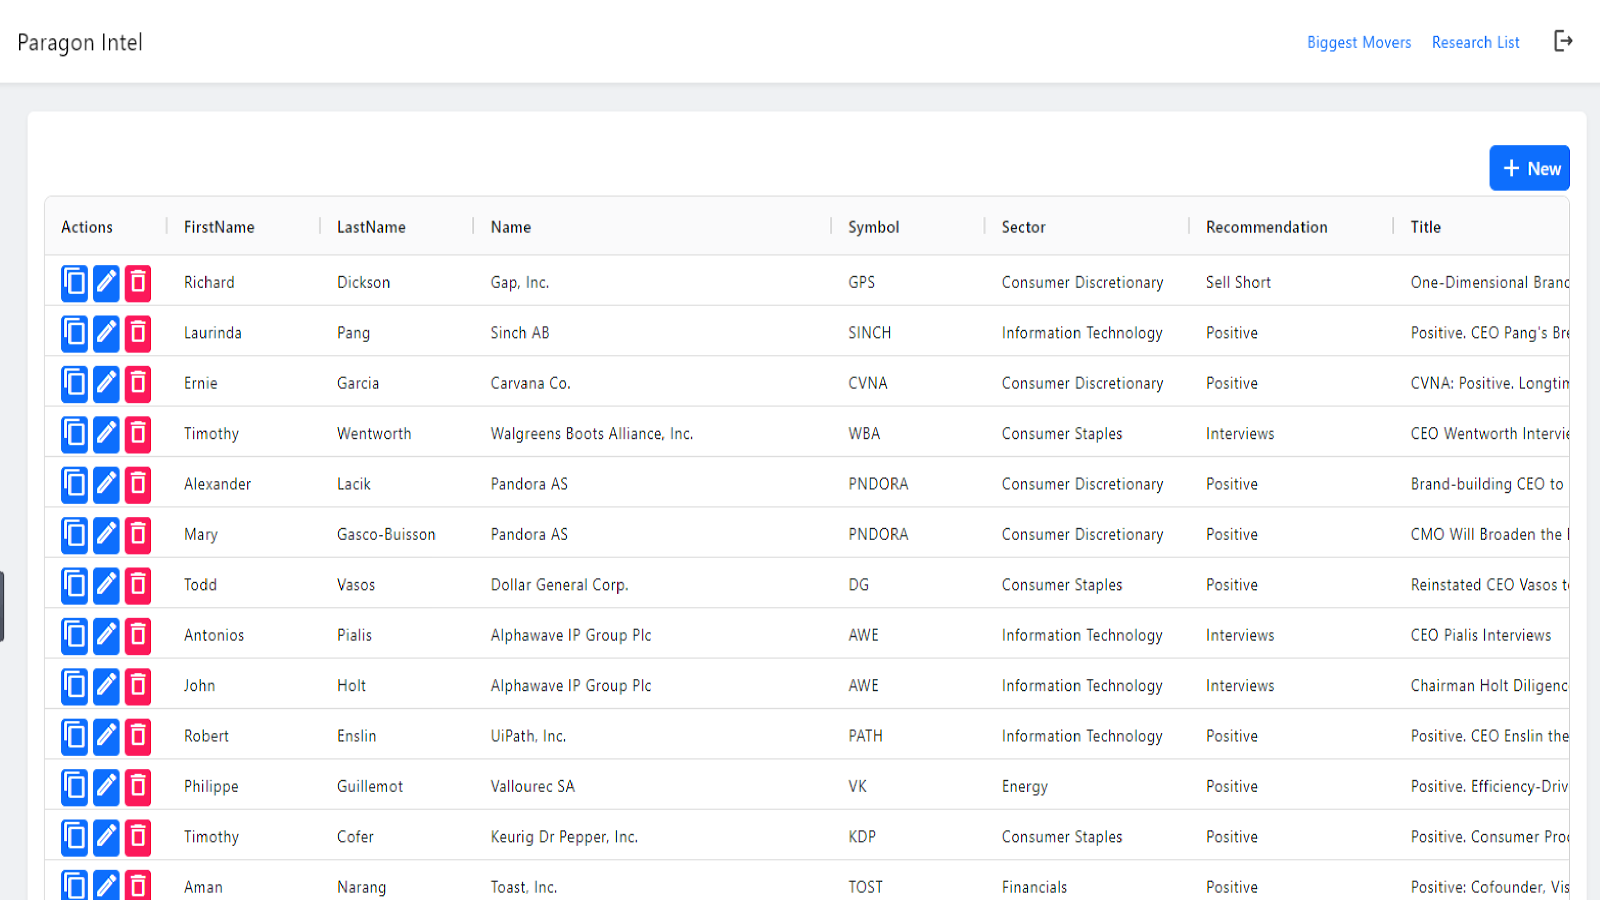 Paragon Intel Biggest Movers Research List
New
Actions FirstName LastName Name Symbol Sector Recommendation Title
Richard Dickson Gap, Inc. GPS Consumer Discretionary Sell Short One-Dimensional Branc
Laurinda Pang Sinch AB SINCH Information Technology Positive Positive. CEO Pang's Bre
Ernie Garcia Carvana Co. CVNA Consumer Discretionary Positive CVNA: Positive. Longtin
Timothy Wentworth Walgreens Boots Alliance, Inc. WBA Consumer Staples Interviews CEO Wentworth Intervie
Alexander Lacik Pandora AS PNDORA Consumer Discretionary Positive Brand-building CEO to
Mary Gasco-Buisson Pandora AS PNDORA Consumer Discretionary Positive CMO Will Broaden the
Todd Vasos Dollar General Corp. DG Consumer Staples Positive Reinstated CEO Vasos t
Antonios Pialis Alphawave IP Group Plc AWE Information Technology Interviews CEO Pialis Interviews
John Holt Alphawave IP Group Plc AWE Information Technology Interviews Chairman Holt Diligenc
Robert Enslin UiPath, Inc. PATH Information Technology Positive Positive. CEO Enslin the
Philippe Guillemot Vallourec SA VK Energy Positive Positive. Efficiency-Driv
Timothy Cofer Keurig Dr Pepper, Inc. KDP Consumer Staples Positive Positive. Consumer Proc
Aman Narang Toast, Inc. TOST Financials Positive Positive: Cofounder, Vis